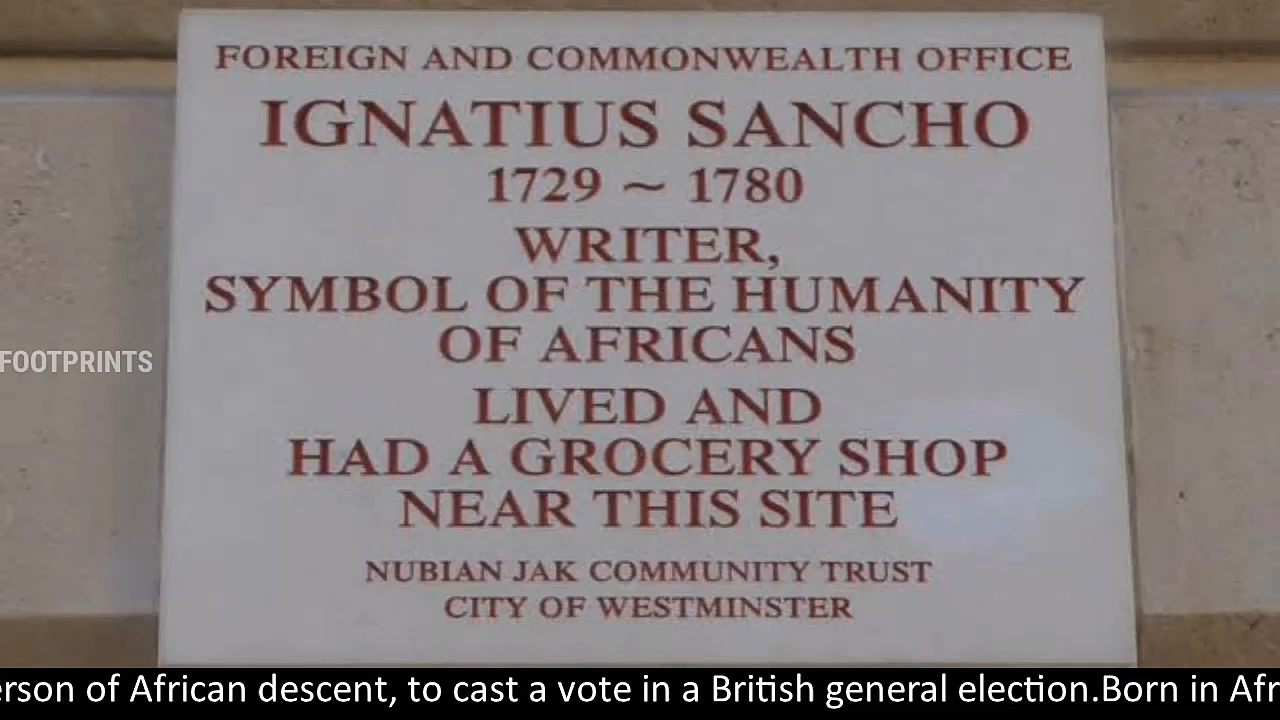 FOREIGN AND COMMONWEALTH OFFICE
IGNATIUS SANCHO
1729 ~ 1780
WRITER,
SYMBOL OF THE HUMANITY
OF AFRICANS
LIVED AND
HAD A GROCERY SHOP
NEAR THIS SITE
NUBIAN JAK COMMUNITY TRUST
CITY OF WESTMINSTER
FOOTPRINTS
of African descent, to cast a vote in a British general election.Born in